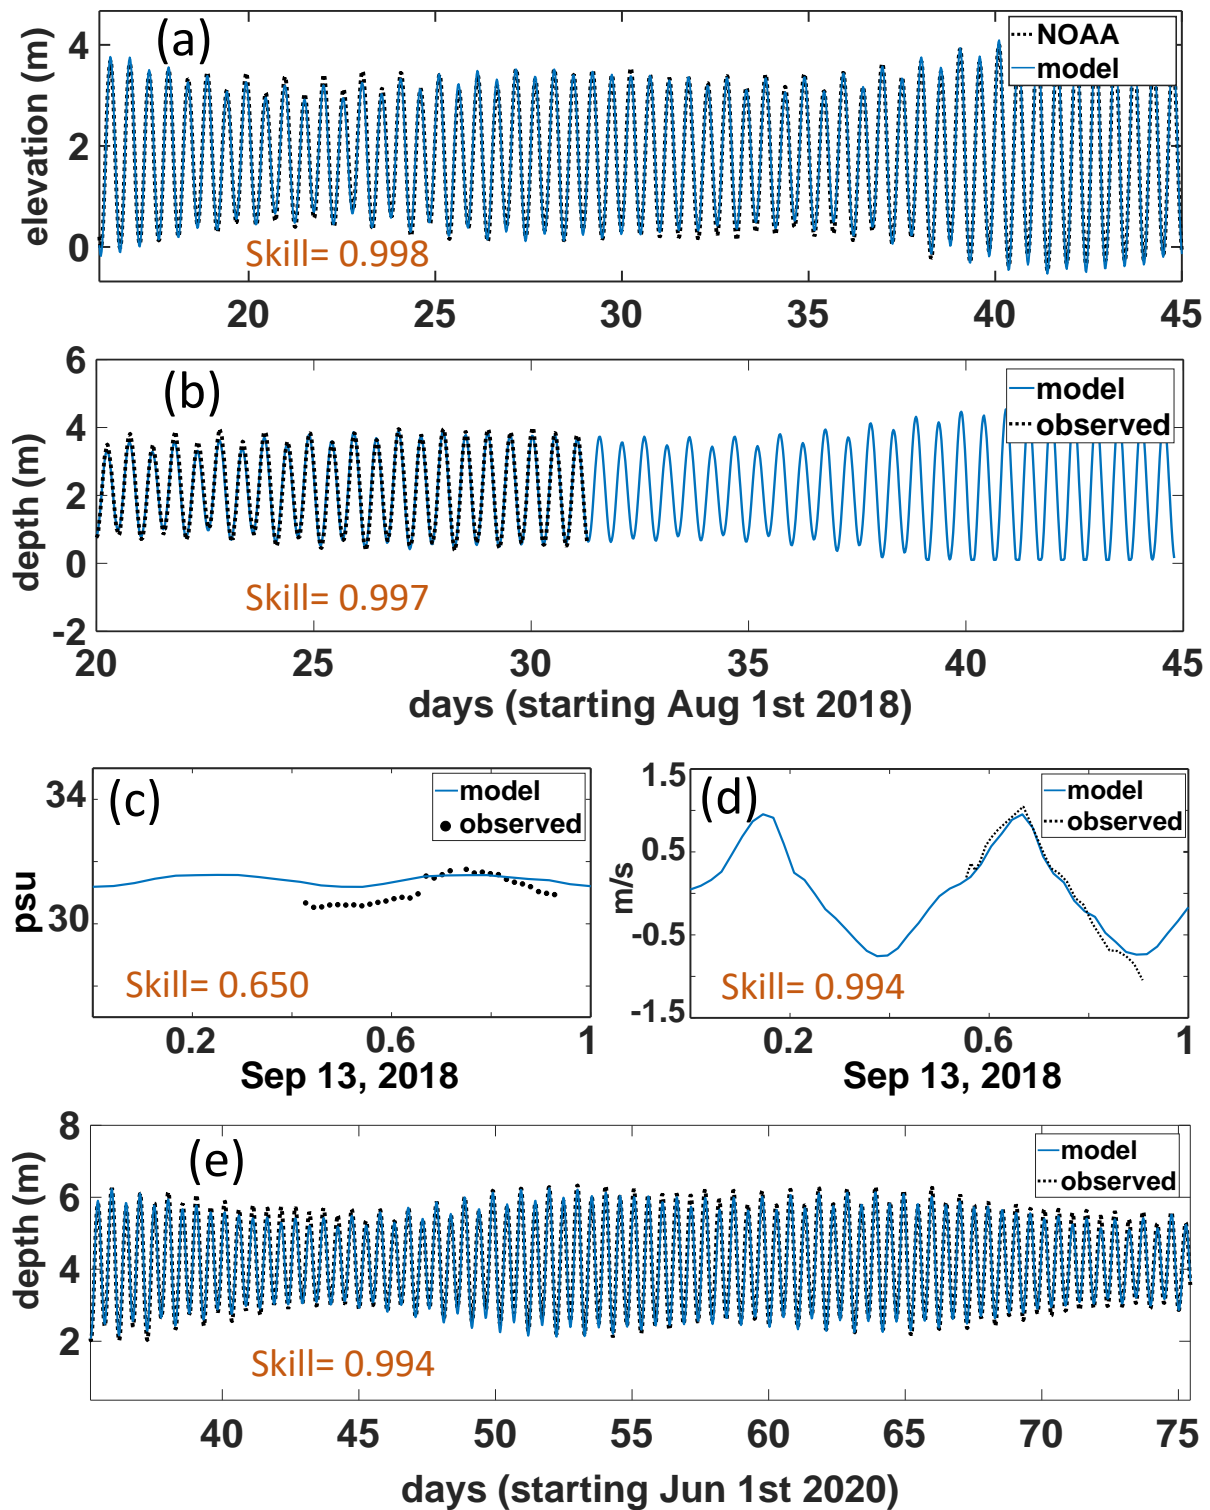 (a)
NOAA
model
elevation (m)
4
2
0
Skill= 0.998
20 25 30 35 40 45
(b)
model
observed
depth (m)
6
4
2
0
-2
Skill= 0.997
20 25 30 35 40 45
days (starting Aug 1st 2018)
(c)
model
observed
psu
34
30
Skill= 0.650
0.2 0.6 1
Sep 13, 2018
(d)
model
observed
m/s
1.5
0.5
-0.5
-1.5
Skill= 0.994
0.2 0.6 1
Sep 13, 2018
(e)
model
observed
depth (m)
8
6
4
2
Skill= 0.994
40 45 50 55 60 65 70 75
days (starting Jun 1st 2020)